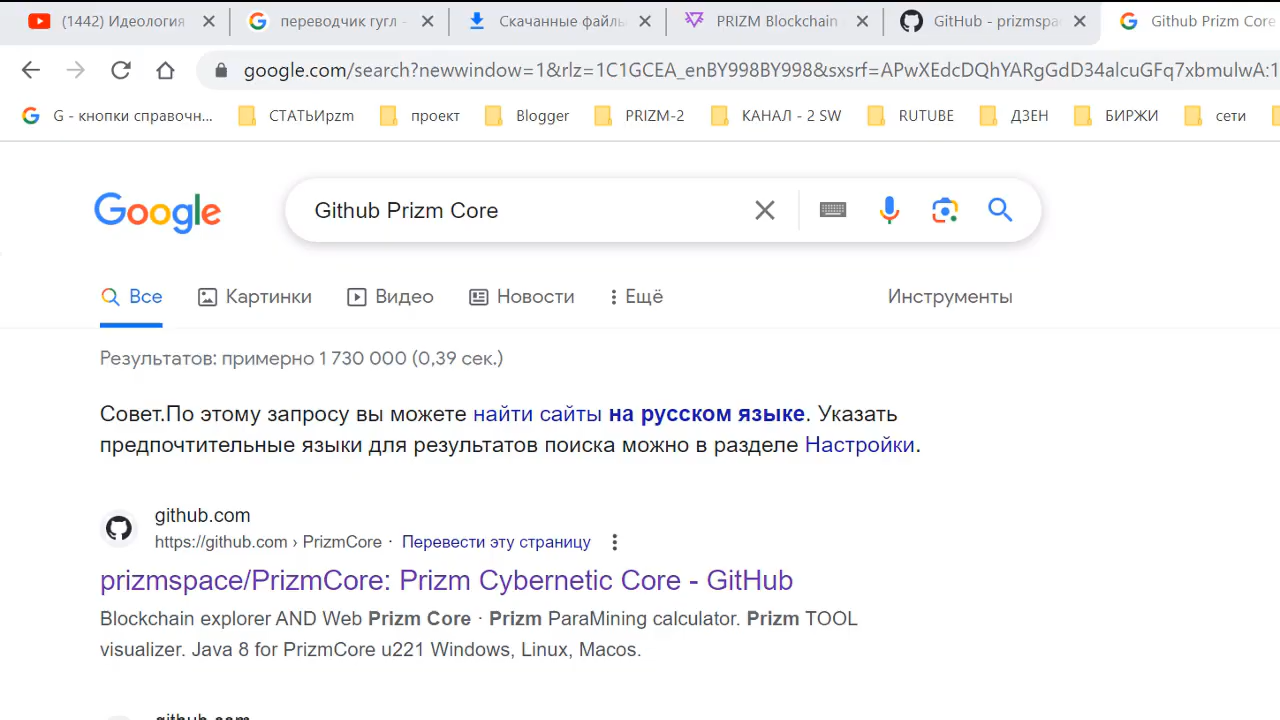 (1442) Идеология
переводчик гугл -
Скачанные файлы
PRIZM Blockchain
GitHub - prizmspa
Github Prizm Core
google.com/search?newwindow=1&rlz=1C1GCEA_enBY998BY998&sxsrf=APwXEdcDQhYARgGdD34alcuGFq7xbmulwA:1
G - кнопки справочн...
СТАТЬИpzm
проект
Blogger
PRIZM-2
КАНАЛ - 2 SW
RUTUBE
ДЗЕН
БИРЖИ
сети
Google
Github Prizm Core
Все
Картинки
Видео
Новости
Ещё
Инструменты
Результатов: примерно 1 730 000 (0,39 сек.)
Совет.По этому запросу вы можете найти сайты на русском языке. Указать
предпочтительные языки для результатов поиска можно в разделе Настройки.
github.com
https://github.com › PrizmCore · Перевести эту страницу
prizmspace/PrizmCore: Prizm Cybernetic Core - GitHub
Blockchain explorer AND Web Prizm Core · Prizm ParaMining calculator. Prizm TOOL
visualizer. Java 8 for PrizmCore u221 Windows, Linux, Macos.
github.com